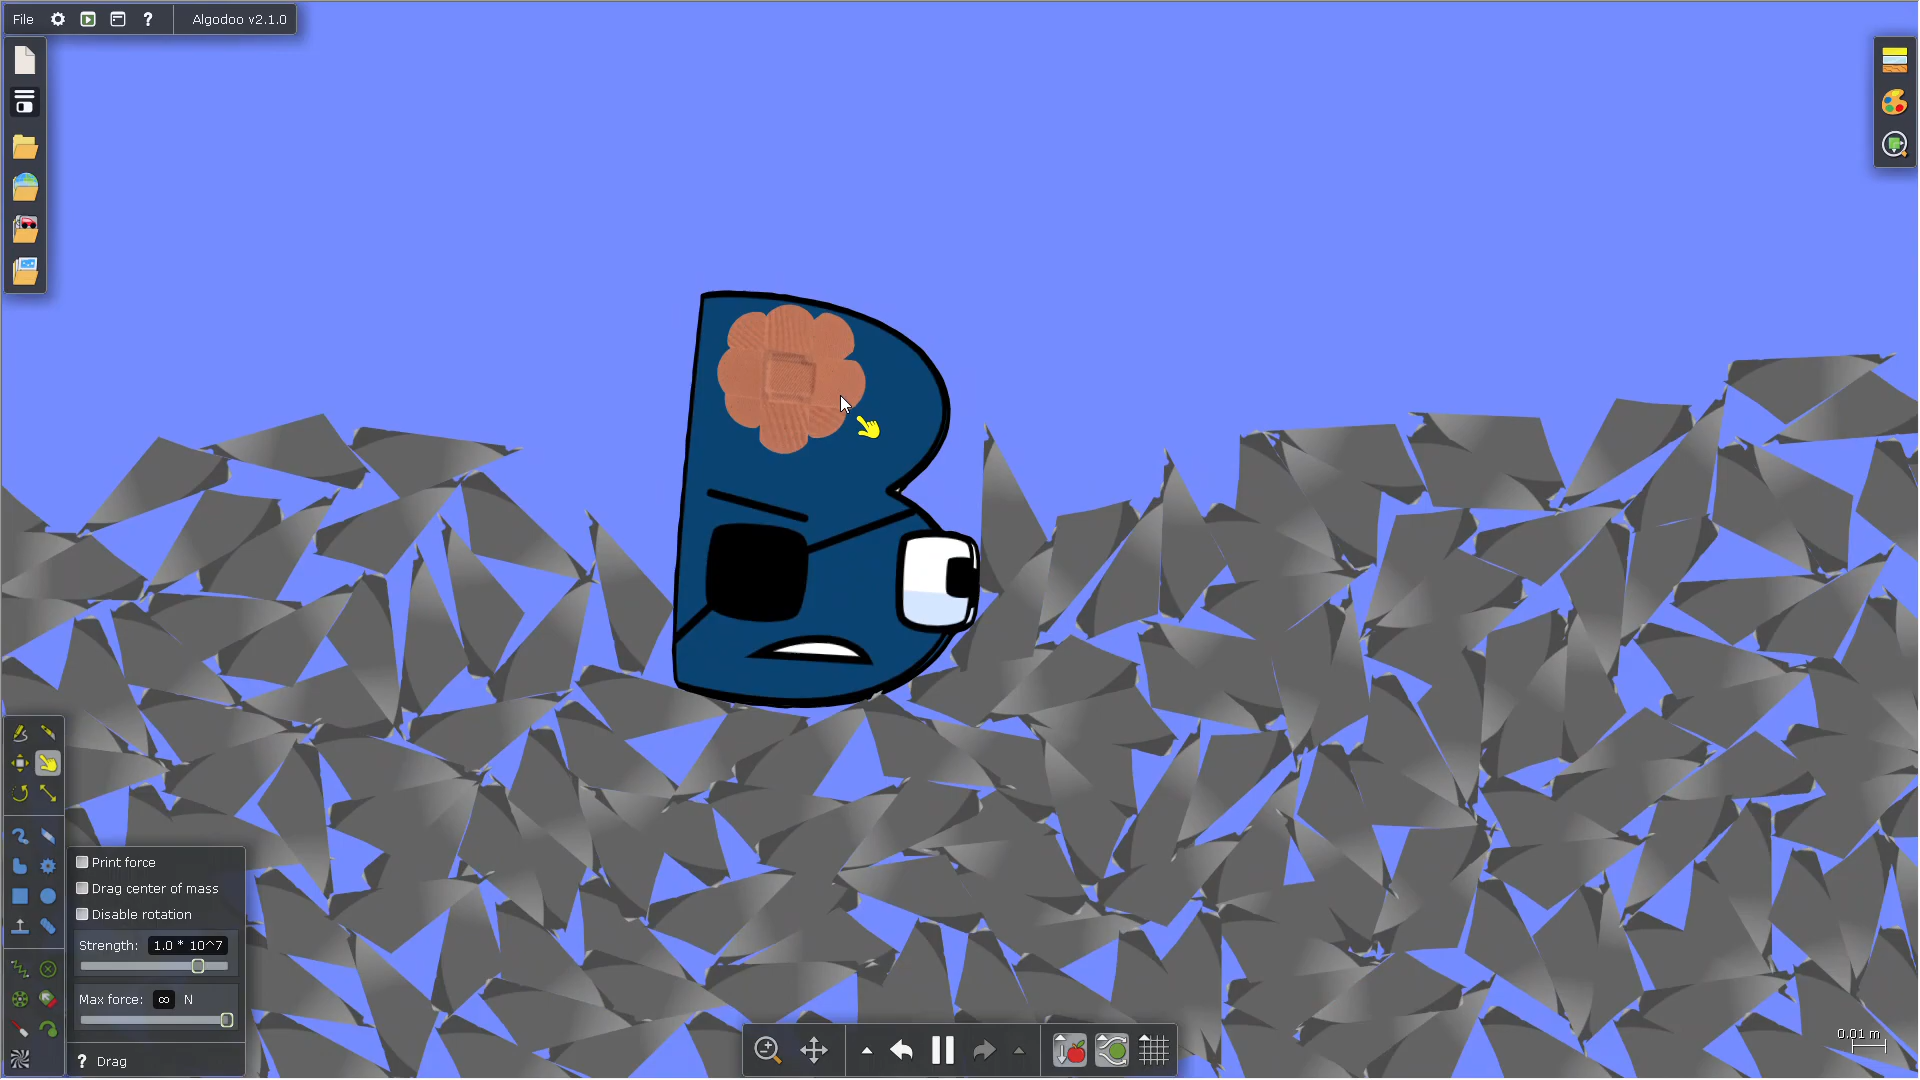 File ? Algodoo v2.1.0
B
Print force
Drag center of mass
Disable rotation
Strength: 1.0 * 10^7
Max force: ∞ N
? Drag
0.01 m